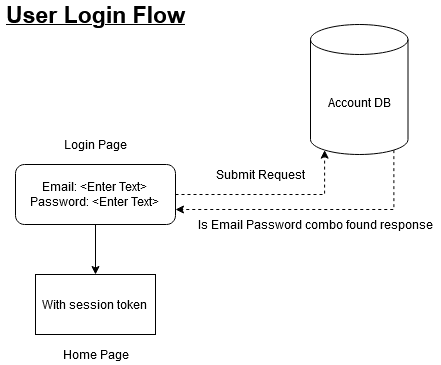 User Login Flow
Account DB
Login Page
Submit Request
Email: <Enter Text>
Password: <Enter Text>
Is Email Password combo found response
With session token
Home Page